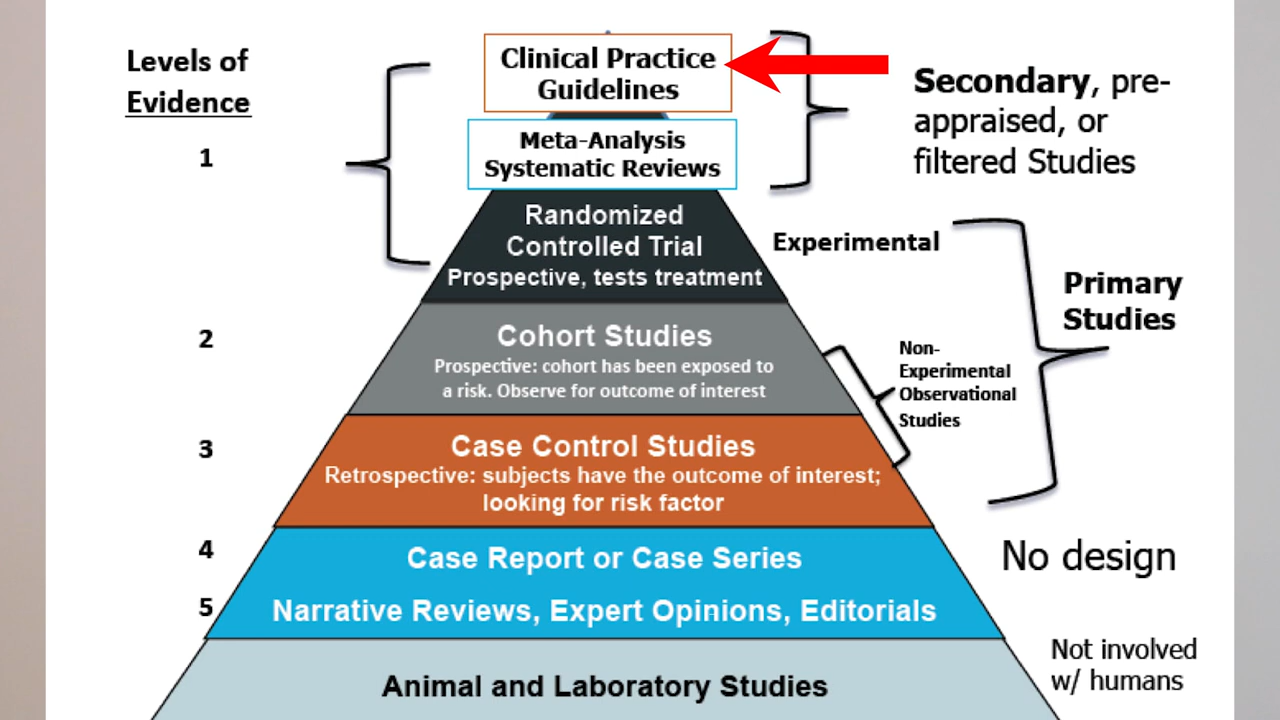 Levels of
Evidence
1
2
3
4
5
Clinical Practice
Guidelines
Meta-Analysis
Systematic Reviews
Randomized
Controlled Trial
Prospective, tests treatment
Cohort Studies
Prospective: cohort has been exposed to
a risk. Observe for outcome of interest
Case Control Studies
Retrospective: subjects have the outcome of interest;
looking for risk factor
Case Report or Case Series
Narrative Reviews, Expert Opinions, Editorials
Animal and Laboratory Studies
Secondary, pre-
appraised, or
filtered Studies
Experimental
Primary
Studies
Non-
Experimental
Observational
Studies
No design
Not involved
w/ humans